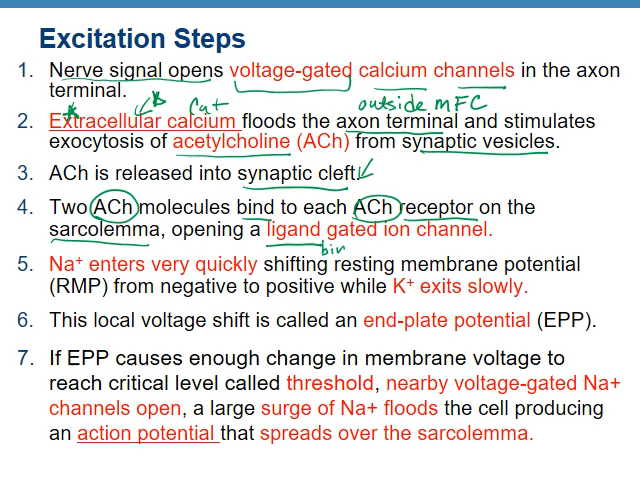 Excitation Steps
1. Nerve signal opens voltage-gated calcium channels in the axon
terminal.
Ca+ outside MFC
2. Extracellular calcium floods the axon terminal and stimulates
exocytosis of acetylcholine (ACh) from synaptic vesicles.
3. ACh is released into synaptic cleft
4. Two ACh molecules bind to each ACh receptor on the
sarcolemma, opening a ligand gated ion channel.
bin
5. Na+ enters very quickly shifting resting membrane potential
(RMP) from negative to positive while K+ exits slowly.
6. This local voltage shift is called an end-plate potential (EPP).
7. If EPP causes enough change in membrane voltage to
reach critical level called threshold, nearby voltage-gated Na+
channels open, a large surge of Na+ floods the cell producing
an action potential that spreads over the sarcolemma.